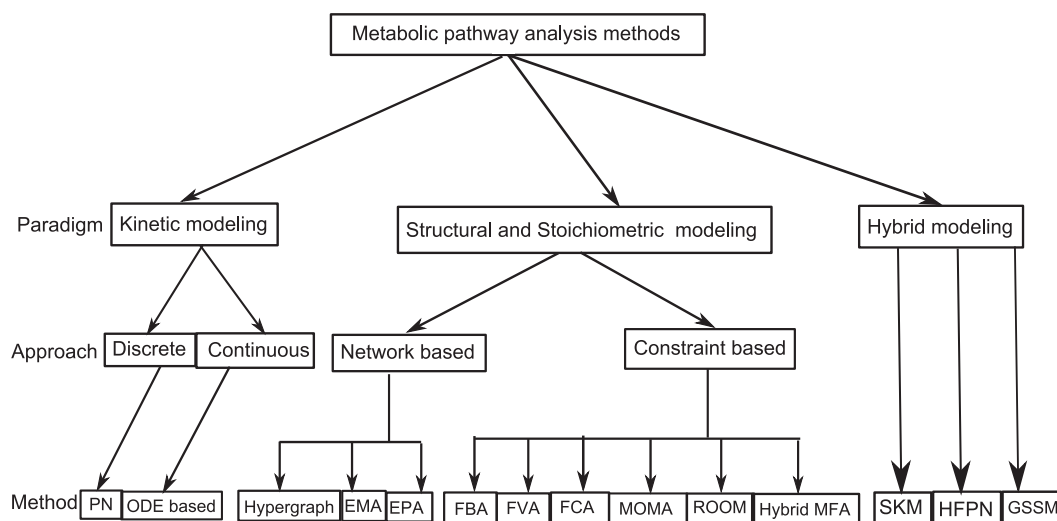 Metabolic pathway analysis methods
Paradigm Kinetic modeling Structural and Stoichiometric modeling Hybrid modeling
Approach Discrete Continuous Network based Constraint based
Method PN ODE based Hypergraph EMA EPA FBA FVA FCA MOMA ROOM Hybrid MFA SKM HFPN GSSM